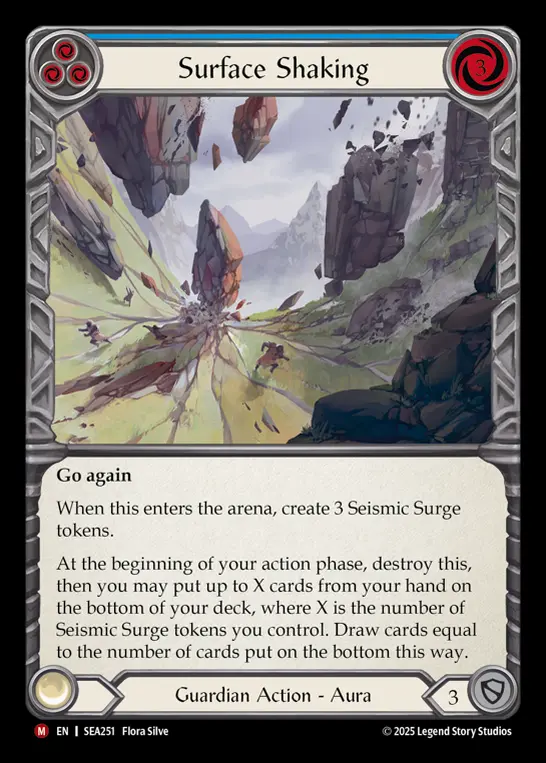 Surface Shaking
3
Go again
When this enters the arena, create 3 Seismic Surge
tokens.
At the beginning of your action phase, destroy this,
then you may put up to X cards from your hand on
the bottom of your deck, where X is the number of
Seismic Surge tokens you control. Draw cards equal
to the number of cards put on the bottom this way.
Guardian Action - Aura
3
M EN | SEA251 Flora Silve
© 2025 Legend Story Studios